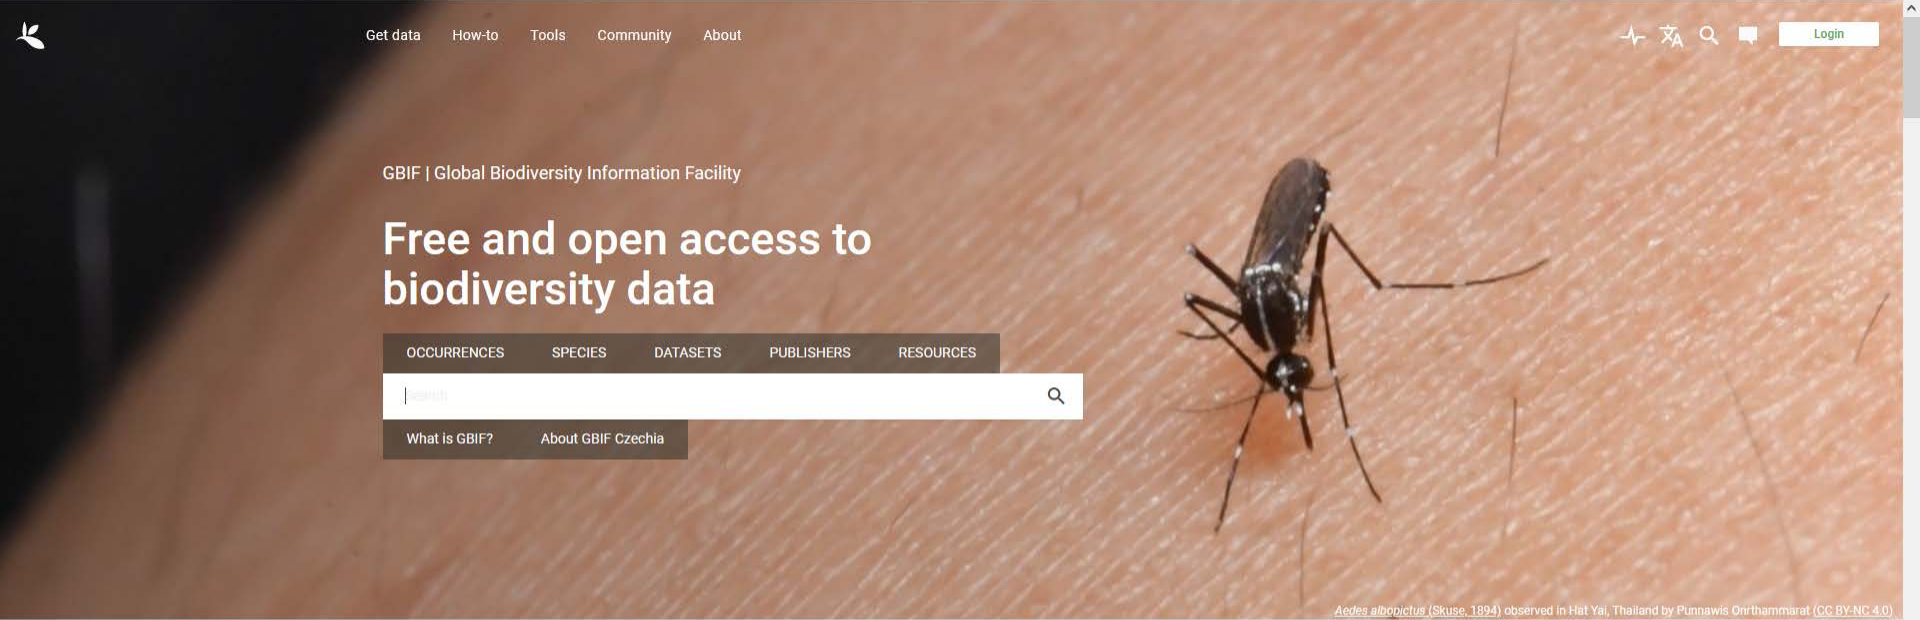 Get data How-to Tools Community About Login
GBIF | Global Biodiversity Information Facility
Free and open access to
biodiversity data
OCCURRENCES SPECIES DATASETS PUBLISHERS RESOURCES
Search
What is GBIF? About GBIF Czechia
Aedes albopictus (Skuse, 1894) observed in Hat Yai, Thailand by Punnawis Onrthammarat (CC BY-NC 4.0)